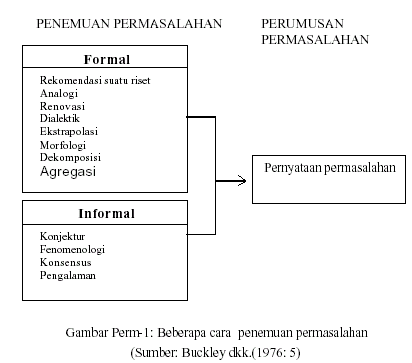 PENEMUAN PERMASALAHAN
PERUMUSAN
PERMASALAHAN
Formal
Rekomendasi suatu riset
Analogi
Renovasi
Dialektik
Ekstrapolasi
Morfologi
Dekomposisi
Agregasi
Informal
Konjektur
Fenomenologi
Konsensus
Pengalaman
Pernyataan permasalahan
Gambar Perm-1: Beberapa cara penemuan permasalahan
(Sumber: Buckley dkk.(1976: 5)